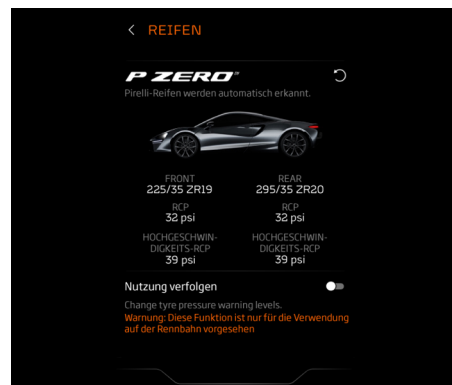 REIFEN
P ZERO
Pirelli-Reifen werden automatisch erkannt.
FRONT
225/35 ZR19
REAR
295/35 ZR20
RCP
32 psi
RCP
32 psi
HOCHGESCHWIN-
DIGKEITS-RCP
39 psi
HOCHGESCHWIN-
DIGKEITS-RCP
39 psi
Nutzung verfolgen
Change tyre pressure warning levels.
Warnung: Diese Funktion ist nur für die Verwendung
auf der Rennbahn vorgesehen